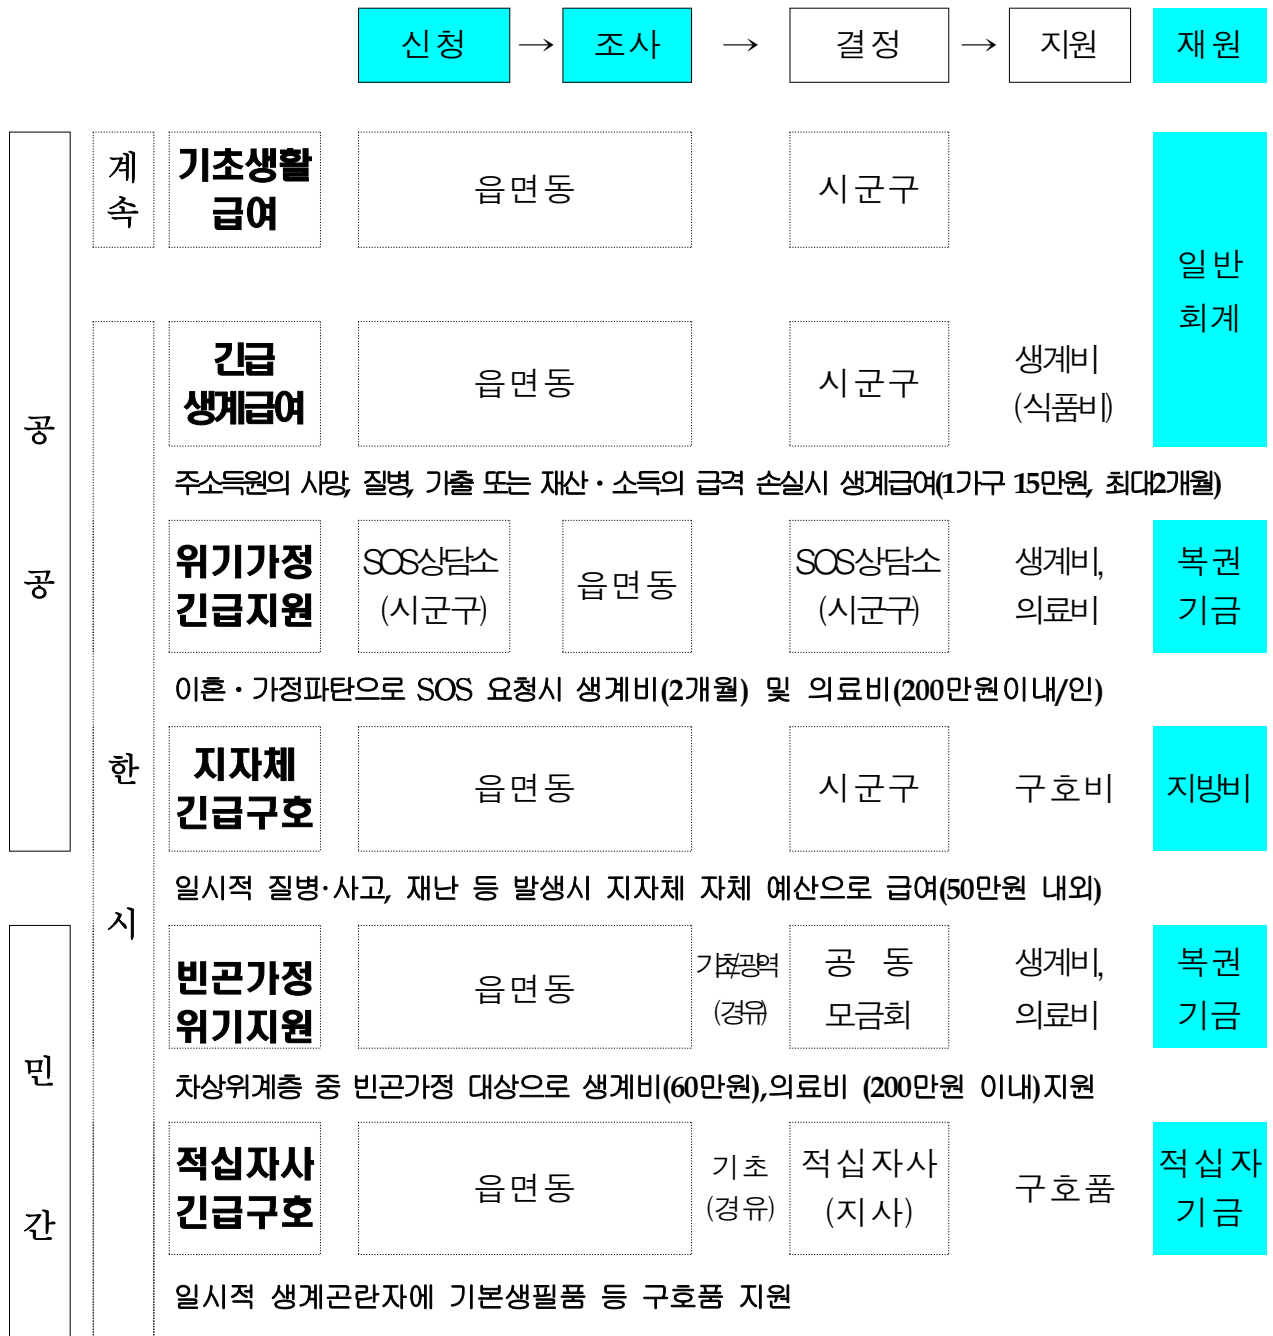 신청 → 조사 → 결정 → 지원 재원
계속 기초생활 급여 읍면동 시군구
일반
회계
공공
한시
긴급 생계급여 읍면동 시군구 생계비 (식품비)
주소득원의 사망, 질병, 가출 또는 재산·소득의 급격 손실시 생계급여(1가구 15만원, 최대2개월)
위기가정 긴급지원 SOS상담소 (시군구) 읍면동 SOS상담소 (시군구) 생계비, 의료비 복권 기금
이혼·가정파탄으로 SOS 요청시 생계비(2개월) 및 의료비(200만원이내/인)
지자체 긴급구호 읍면동 시군구 구호비 지방비
일시적 질병·사고, 재난 등 발생시 지자체 자체 예산으로 급여(50만원 내외)
민간
빈곤가정 위기지원 읍면동 기초/광역 (경유) 공 동 모금회 생계비, 의료비 복권 기금
차상위계층 중 빈곤가정 대상으로 생계비(60만원),의료비 (200만원 이내)지원
적십자사 긴급구호 읍면동 기초 (경유) 적십자사 (지사) 구호품 적십자 기금
일시적 생계곤란자에 기본생필품 등 구호품 지원